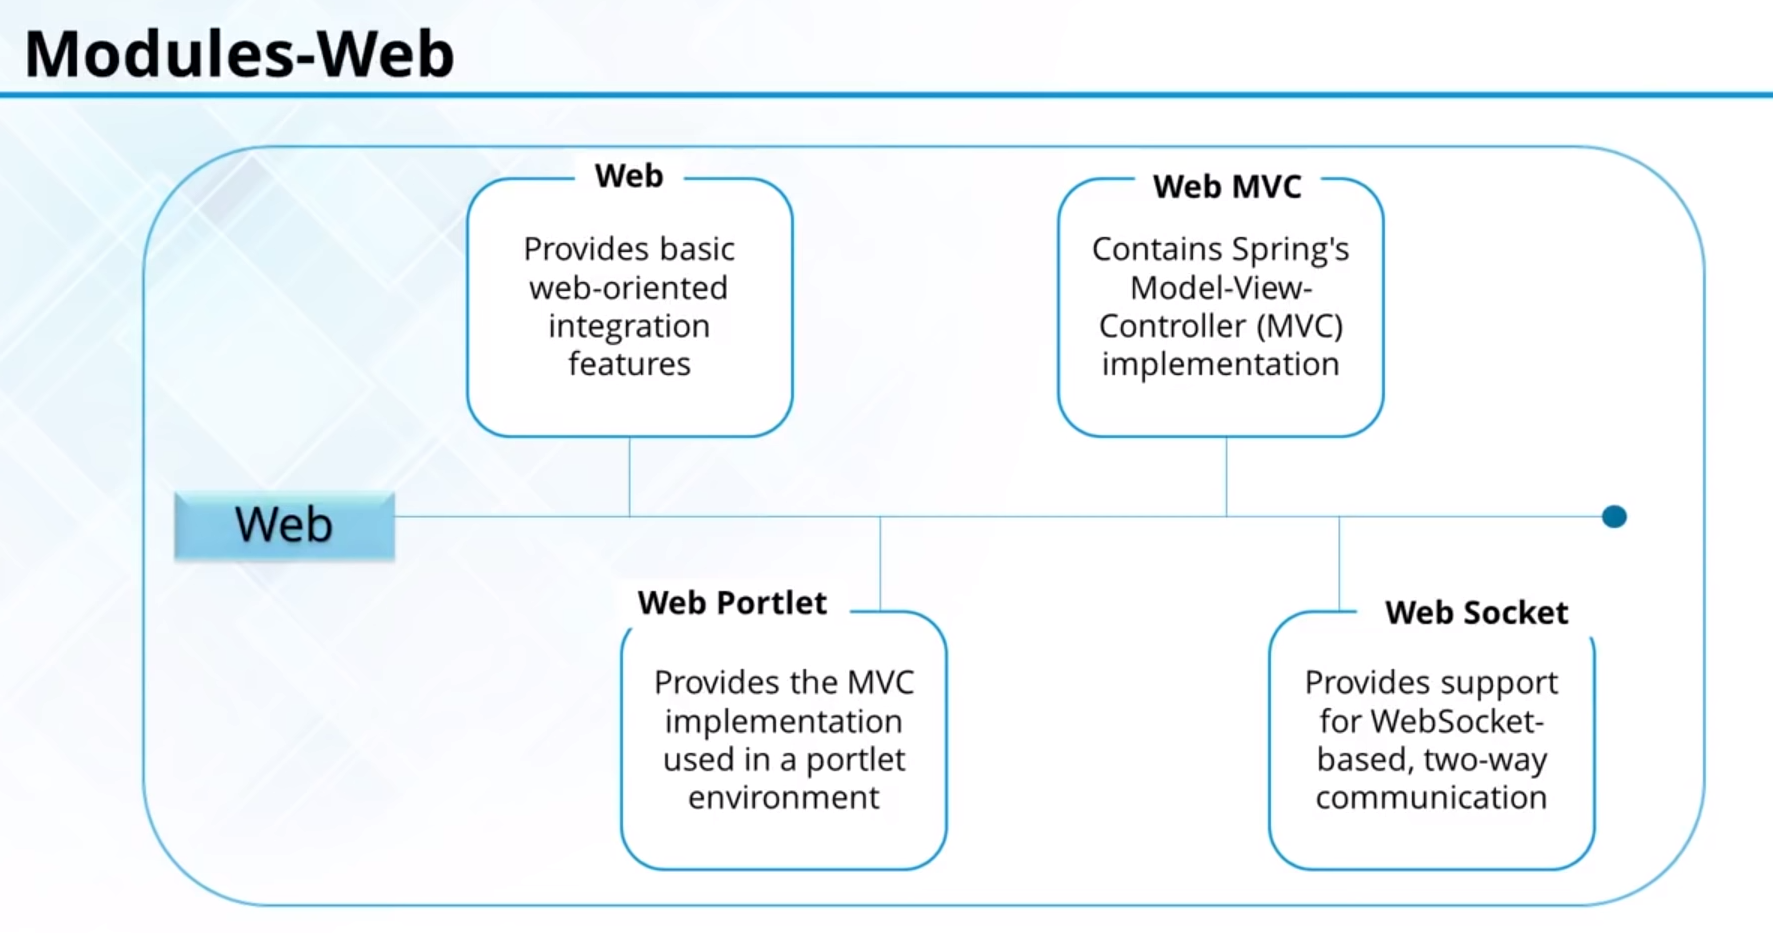 Modules-Web
Web
Provides basic
web-oriented
integration
features
Web MVC
Contains Spring's
Model-View-
Controller (MVC)
implementation
Web
Web Portlet
Provides the MVC
implementation
used in a portlet
environment
Web Socket
Provides support
for WebSocket-
based, two-way
communication